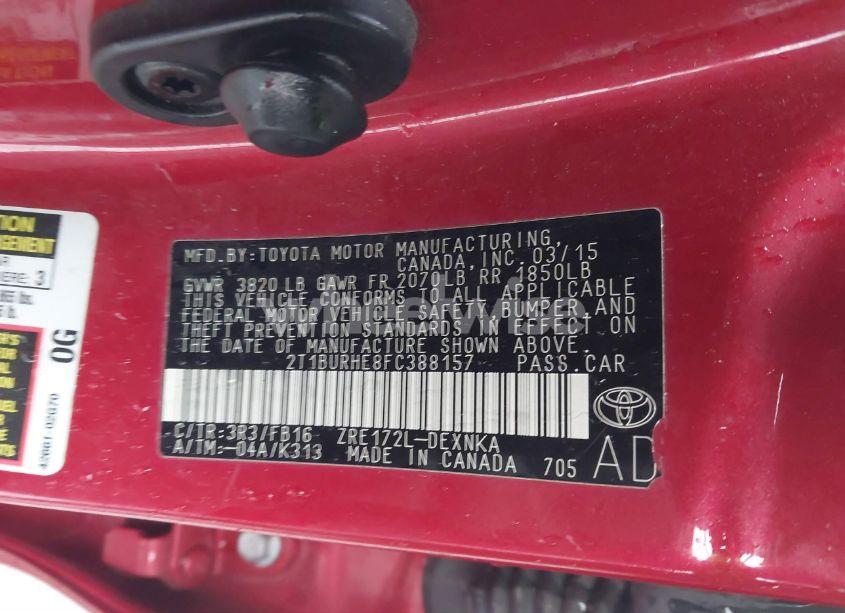 MFD.BY:TOYOTA MOTOR MANUFACTURING,
CANADA, INC. 03/15
GVWR 3820 LB GAWR FR 2070LB RR 1850LB
THIS VEHICLE CONFORMS TO ALL APPLICABLE
FEDERAL MOTOR VEHICLE SAFETY, BUMPER, AND
THEFT PREVENTION STANDARDS IN EFFECT ON
THE DATE OF MANUFACTURE SHOWN ABOVE.
2T1BURHE8FC388157 PASS.CAR
C/TR:3R3/FB16 ZRE172L-DEXNKA
A/TM:-04A/K313 MADE IN CANADA 705
AD
0G